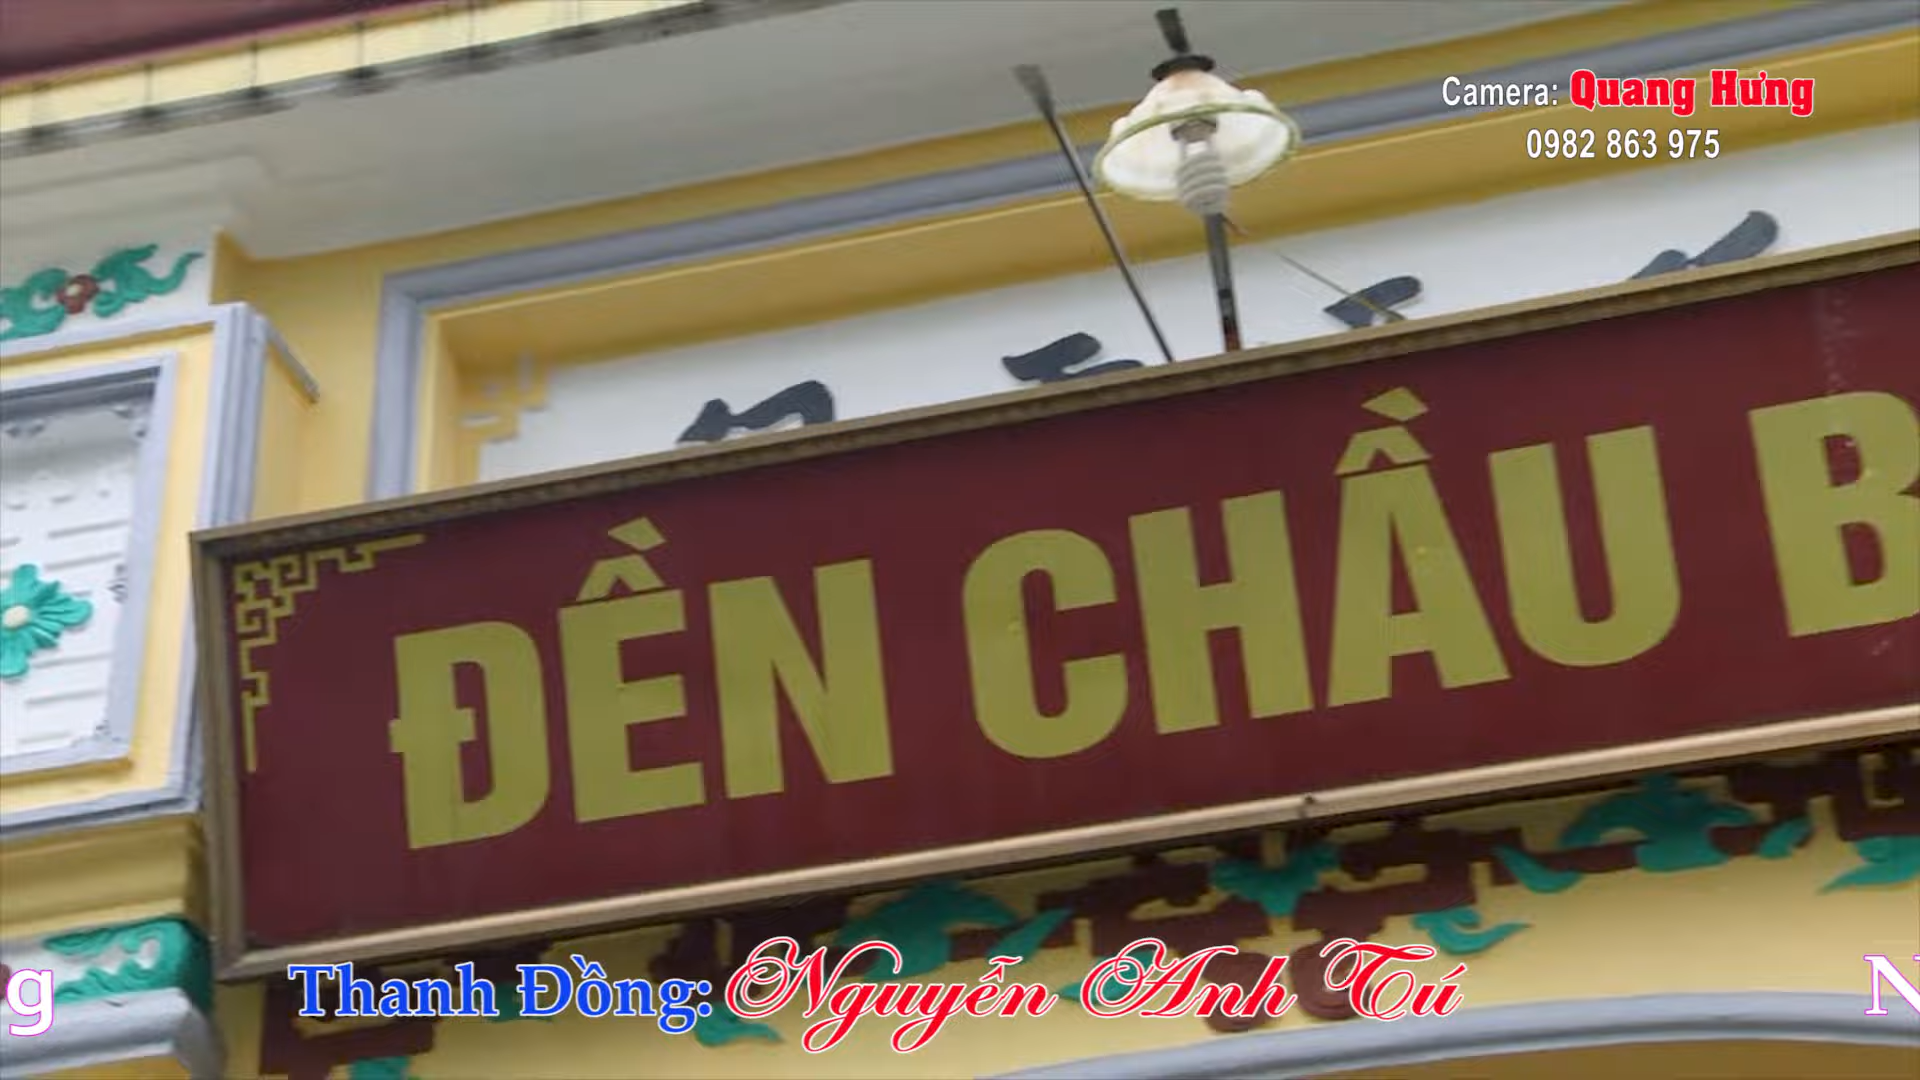 Camera: Quang Hưng
0982 863 975
ĐỀN CHẦU B
Thanh Đồng: Nguyễn Anh Tú
g
N